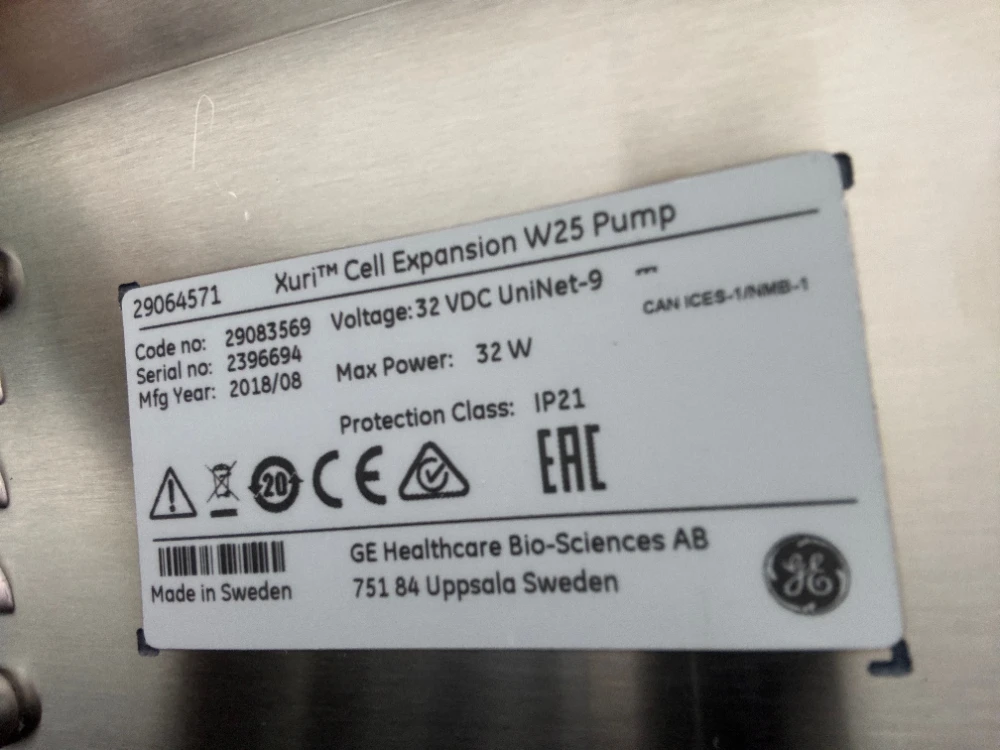 Xuri™ Cell Expansion W25 Pump
29064571
Code no: 29083569
Serial no: 2396694
Mfg Year: 2018/08
Voltage: 32 VDC UniNet-9
Max Power: 32 W
Protection Class: IP21
CAN ICES-1/NMB-1
20
CE
EAC
Made in Sweden
GE Healthcare Bio-Sciences AB
751 84 Uppsala Sweden
GE